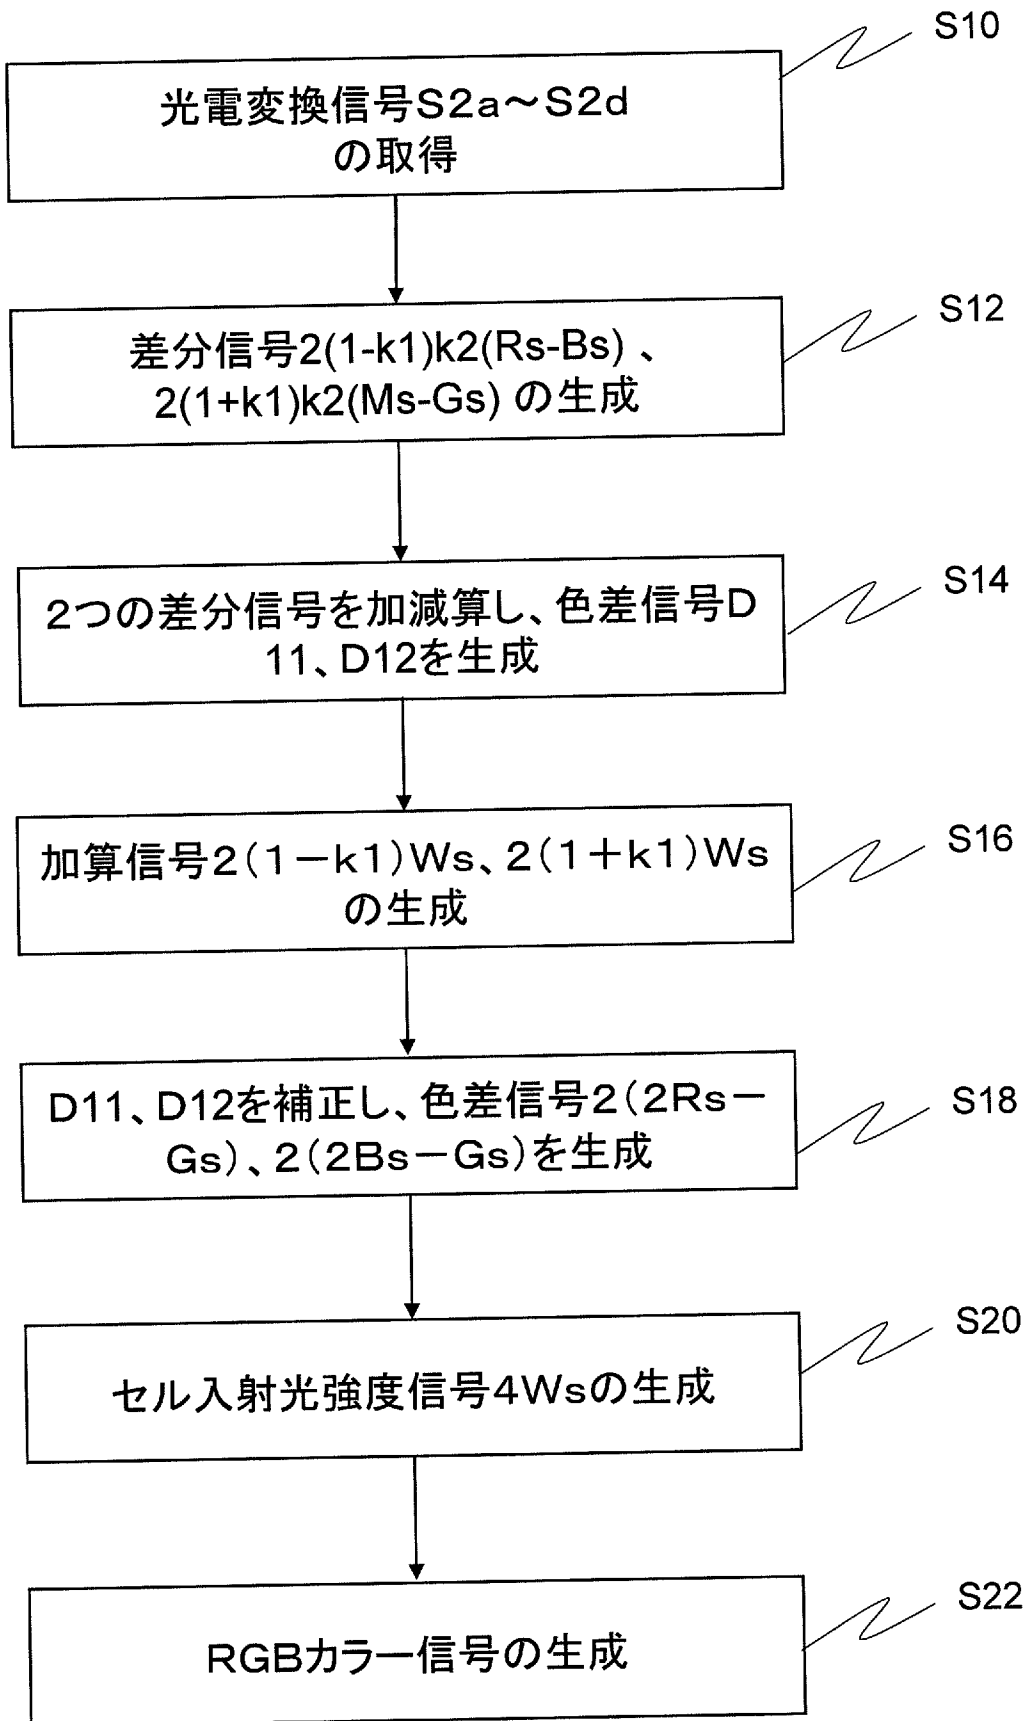 S10
光電変換信号S2a～S2d
の取得
S12
差分信号2(1-k1)k2(Rs-Bs) 、
2(1+k1)k2(Ms-Gs) の生成
S14
2つの差分信号を加減算し、色差信号D
11、D12を生成
S16
加算信号2(1－k1)Ws、2(1＋k1)Ws
の生成
S18
D11、D12を補正し、色差信号2(2Rs－
Gs)、2(2Bs－Gs)を生成
S20
セル入射光強度信号4Wsの生成
S22
RGBカラー信号の生成